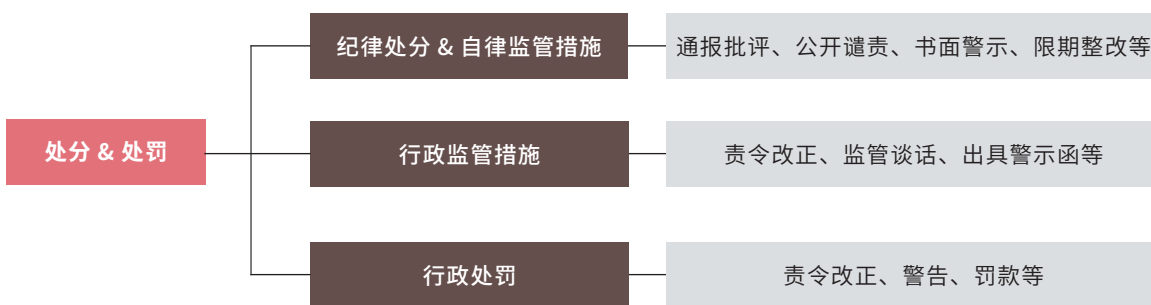 处分 & 处罚
纪律处分 & 自律监管措施
通报批评、公开谴责、书面警示、限期整改等
行政监管措施
责令改正、监管谈话、出具警示函等
行政处罚
责令改正、警告、罚款等